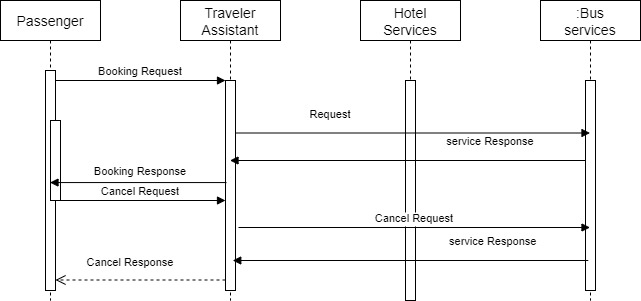 Passenger
Traveler
Assistant
Hotel
Services
:Bus
services
Booking Request
Request
service Response
Booking Response
Cancel Request
Cancel Request
service Response
Cancel Response